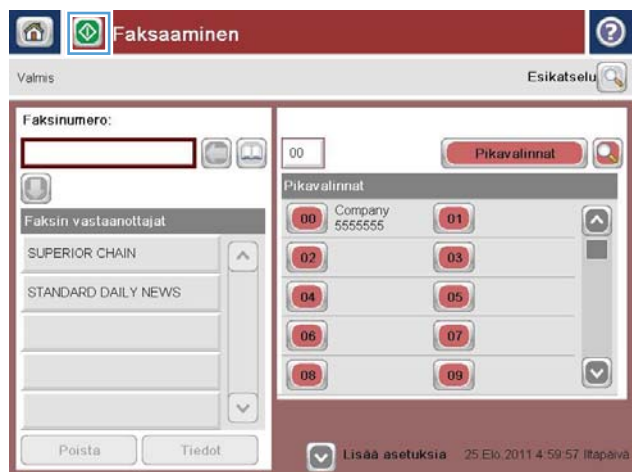 Faksaaminen
Valmis
Esikatselu
Faksinumero:
00
Pikavalinnat
Pikavalinnat
Faksin vastaanottajat
SUPERIOR CHAIN
STANDARD DAILY NEWS
00 Company 01
5555555
02 03
04 05
06 07
08 09
Poista Tiedot
Lisää asetuksia 25 Elo 2011 4:59:57 Iltapäivä